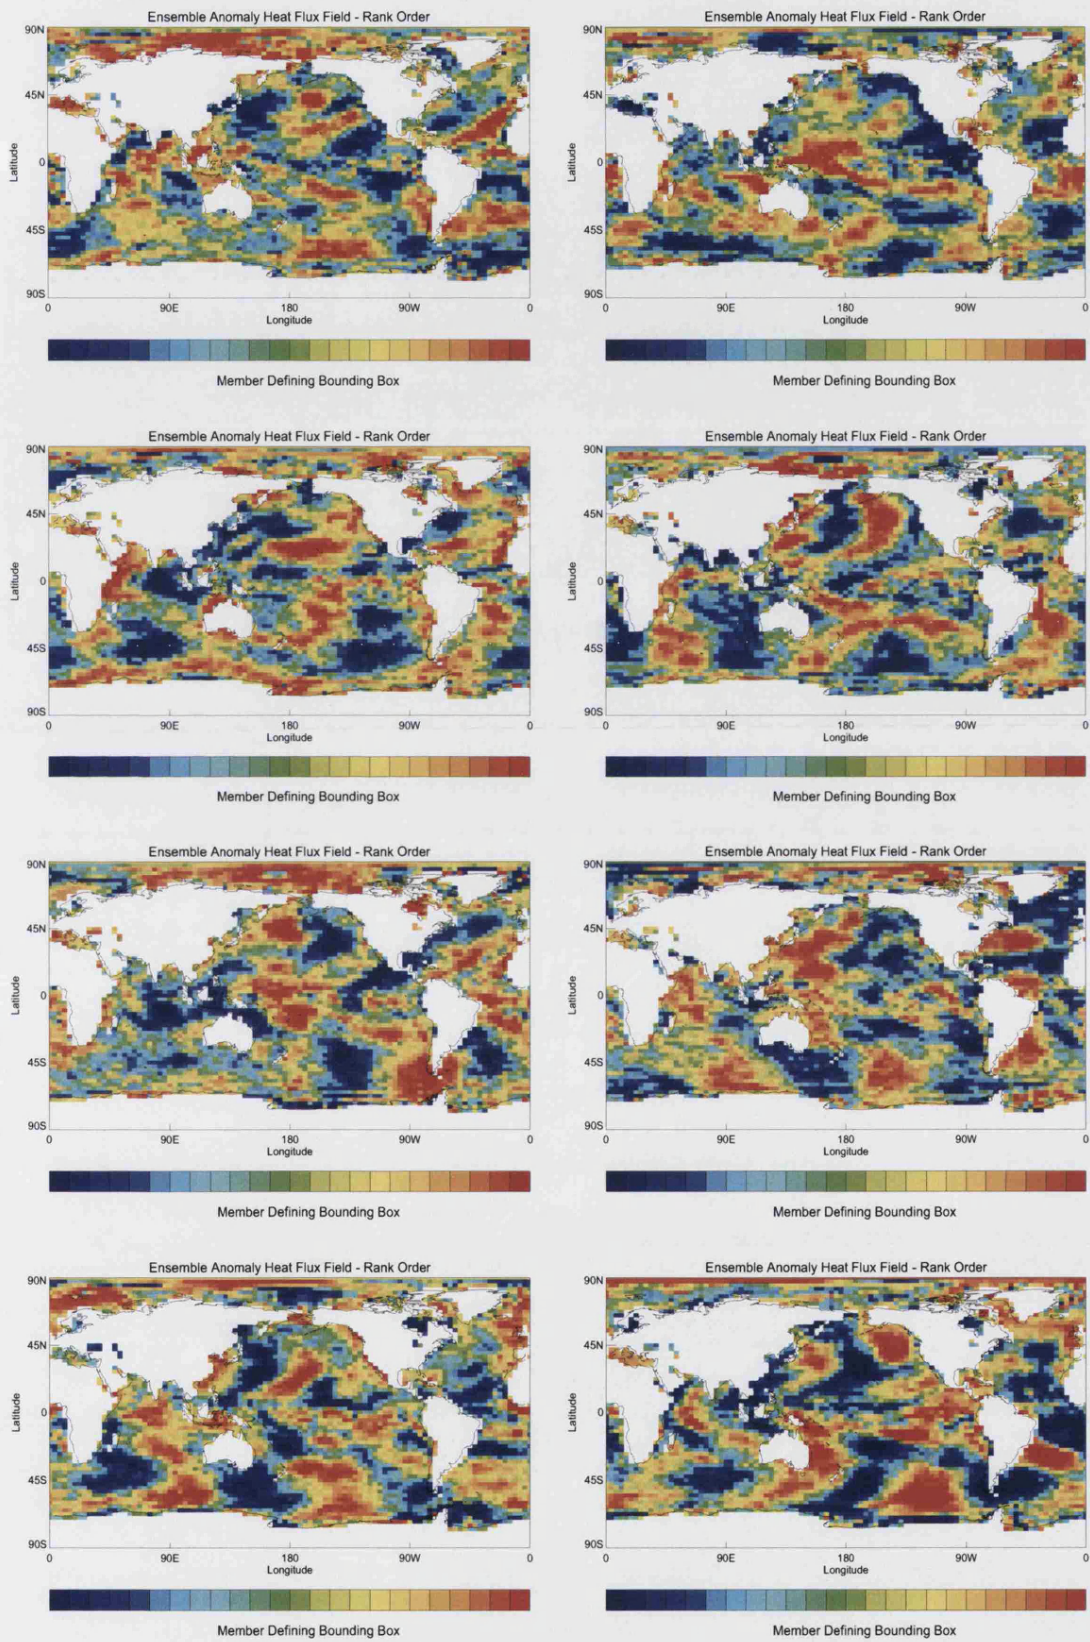 Ensemble Anomaly Heat Flux Field - Rank Order
90N
45N
0
45S
90S
Latitude
0 90E 180 90W 0
Longitude
Member Defining Bounding Box
Ensemble Anomaly Heat Flux Field - Rank Order
90N
45N
0
45S
90S
Latitude
0 90E 180 90W 0
Longitude
Member Defining Bounding Box
Ensemble Anomaly Heat Flux Field - Rank Order
90N
45N
0
45S
90S
Latitude
0 90E 180 90W 0
Longitude
Member Defining Bounding Box
Ensemble Anomaly Heat Flux Field - Rank Order
90N
45N
0
45S
90S
Latitude
0 90E 180 90W 0
Longitude
Member Defining Bounding Box
Ensemble Anomaly Heat Flux Field - Rank Order
90N
45N
0
45S
90S
Latitude
0 90E 180 90W 0
Longitude
Member Defining Bounding Box
Ensemble Anomaly Heat Flux Field - Rank Order
90N
45N
0
45S
90S
Latitude
0 90E 180 90W 0
Longitude
Member Defining Bounding Box
Ensemble Anomaly Heat Flux Field - Rank Order
90N
45N
0
45S
90S
Latitude
0 90E 180 90W 0
Longitude
Member Defining Bounding Box
Ensemble Anomaly Heat Flux Field - Rank Order
90N
45N
0
45S
90S
Latitude
0 90E 180 90W 0
Longitude
Member Defining Bounding Box